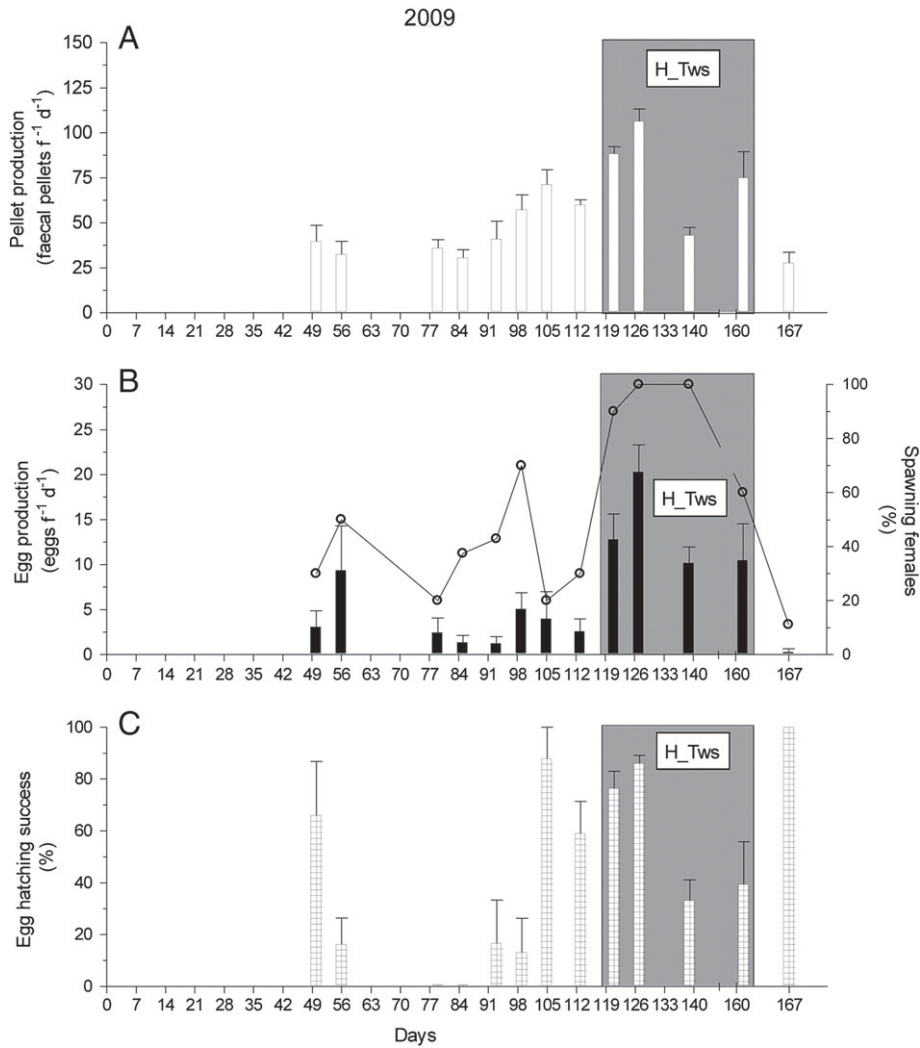 2009
A
Pellet production
(faecal pellets f⁻¹ d⁻¹)
150
125
100
75
50
25
0
H_Tws
0 7 14 21 28 35 42 49 56 63 70 77 84 91 98 105 112 119 126 133 140 160 167
B
Egg production
(eggs f⁻¹ d⁻¹)
30
25
20
15
10
5
0
H_Tws
100
80
60
40
20
0
Spawning females
(%)
0 7 14 21 28 35 42 49 56 63 70 77 84 91 98 105 112 119 126 133 140 160 167
C
Egg hatching success
(%)
100
80
60
40
20
0
H_Tws
0 7 14 21 28 35 42 49 56 63 70 77 84 91 98 105 112 119 126 133 140 160 167
Days